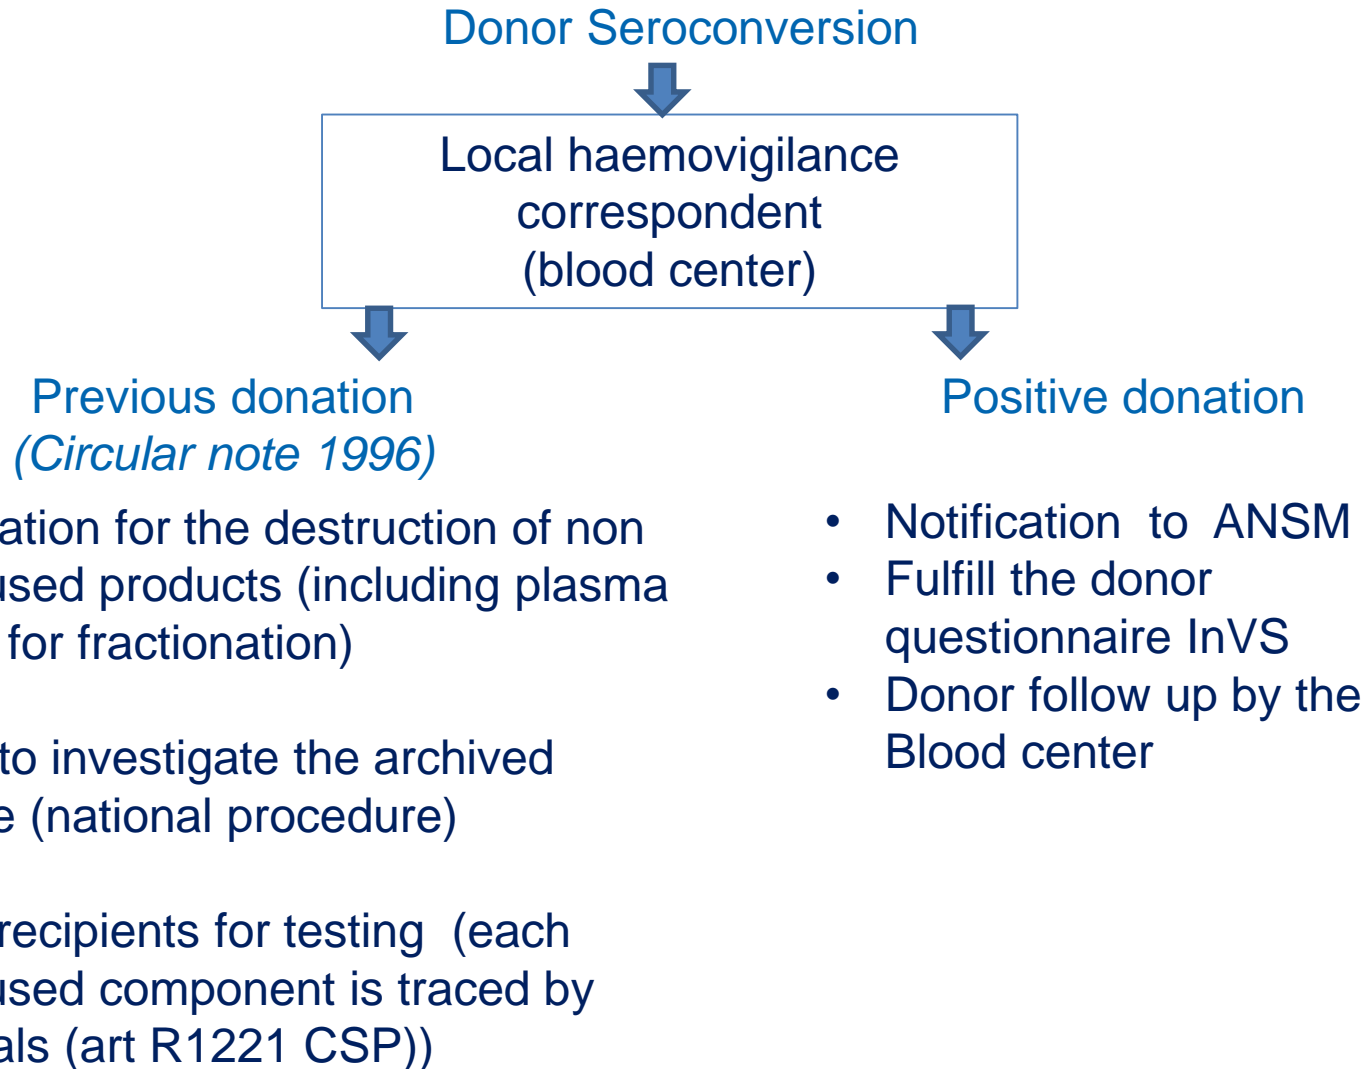 Donor Seroconversion
Local haemovigilance
correspondent
(blood center)
Previous donation
(Circular note 1996)
ation for the destruction of non
used products (including plasma
for fractionation)
to investigate the archived
e (national procedure)
recipients for testing (each
used component is traced by
als (art R1221 CSP))
Positive donation
• Notification to ANSM
• Fulfill the donor
questionnaire InVS
• Donor follow up by the
Blood center